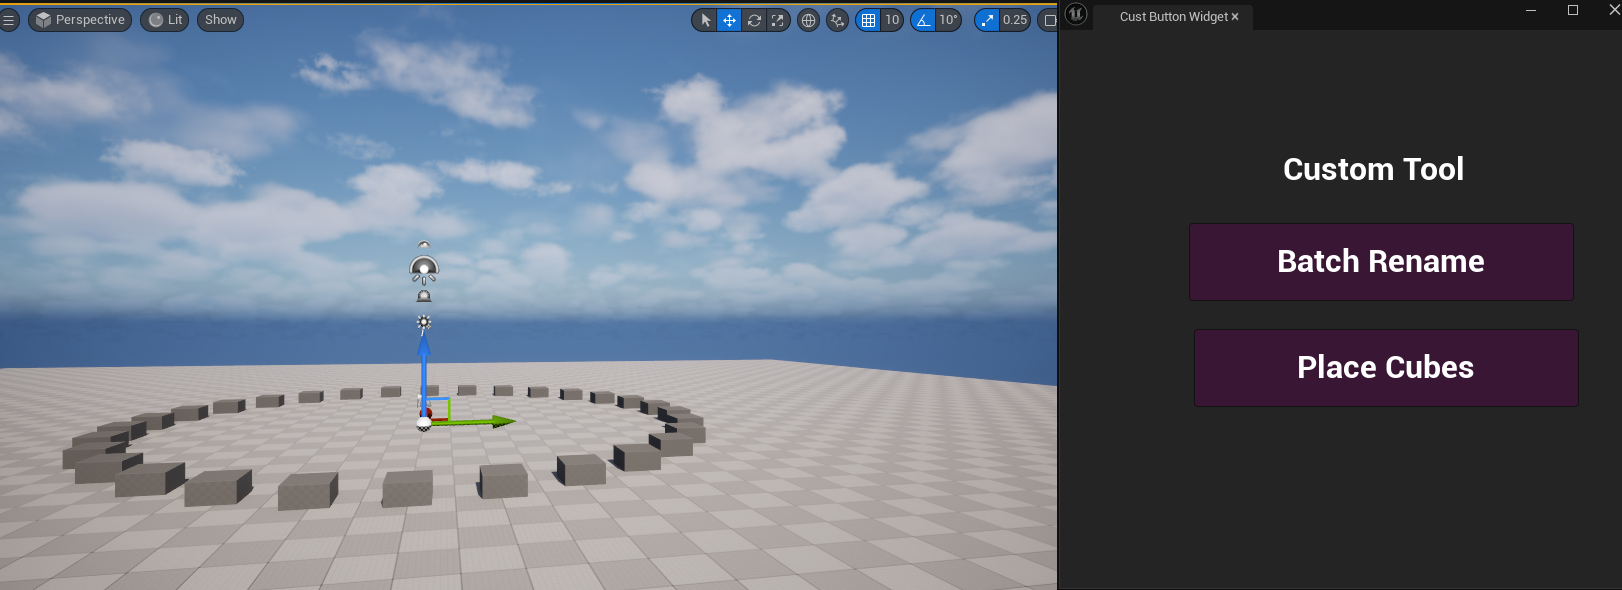 Perspective
Lit
Show
10
10°
0.25
Cust Button Widget
Custom Tool
Batch Rename
Place Cubes